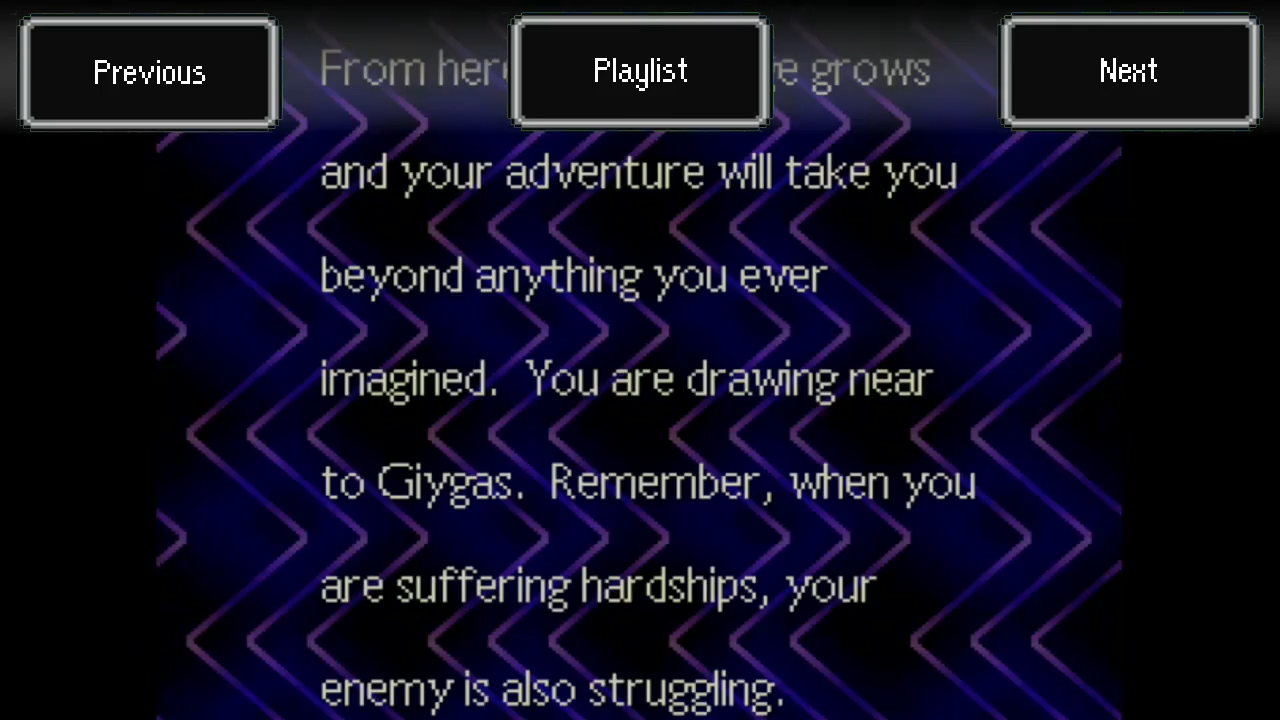 Previous
Playlist
Next
From here grows
and your adventure will take you
beyond anything you ever
imagined.  You are drawing near
to Giygas.  Remember, when you
are suffering hardships, your
enemy is also struggling.